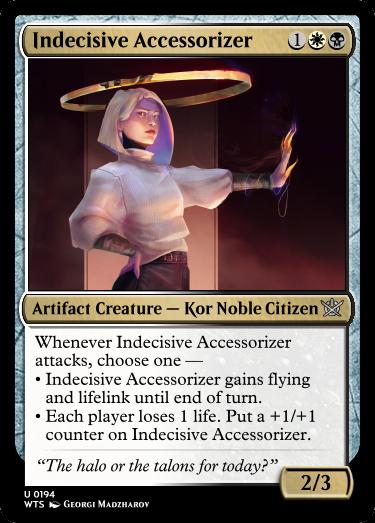 Indecisive Accessorizer 1
Artifact Creature — Kor Noble Citizen
Whenever Indecisive Accessorizer
attacks, choose one —
• Indecisive Accessorizer gains flying
and lifelink until end of turn.
• Each player loses 1 life. Put a +1/+1
counter on Indecisive Accessorizer.
“The halo or the talons for today?”
2/3
U 0194
WTS Georgi Madzharov